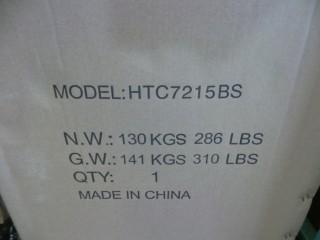 MODEL:HTC7215BS
N.W.: 130 KGS 286 LBS
G.W.: 141 KGS 310 LBS
QTY: 1
MADE IN CHINA